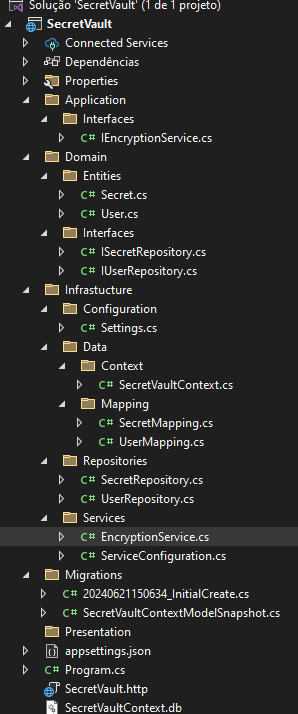 Solução 'SecretVault' (1 de 1 projeto)
SecretVault
Connected Services
Dependências
Properties
Application
Interfaces
C# IEncryptionService.cs
Domain
Entities
C# Secret.cs
C# User.cs
Interfaces
C# ISecretRepository.cs
C# IUserRepository.cs
Infrastucture
Configuration
C# Settings.cs
Data
Context
C# SecretVaultContext.cs
Mapping
C# SecretMapping.cs
C# UserMapping.cs
Repositories
C# SecretRepository.cs
C# UserRepository.cs
Services
C# EncryptionService.cs
C# ServiceConfiguration.cs
Migrations
C# 20240621150634_InitialCreate.cs
C# SecretVaultContextModelSnapshot.cs
Presentation
appsettings.json
C# Program.cs
SecretVault.http
SecretVaultContext.db